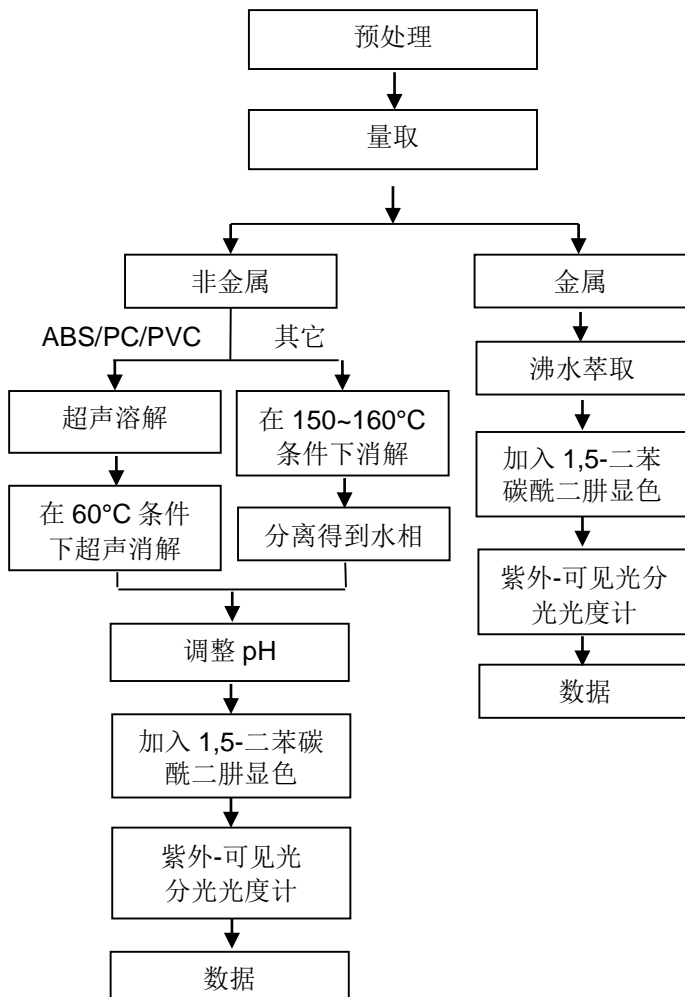 预处理
量取
非金属
金属
ABS/PC/PVC
其它
沸水萃取
超声溶解
在 150~160°C
条件下消解
加入 1,5-二苯
碳酰二肼显色
在 60°C 条件
下超声消解
分离得到水相
紫外-可见光分
光光度计
调整 pH
数据
加入 1,5-二苯碳
酰二肼显色
紫外-可见光
分光光度计
数据